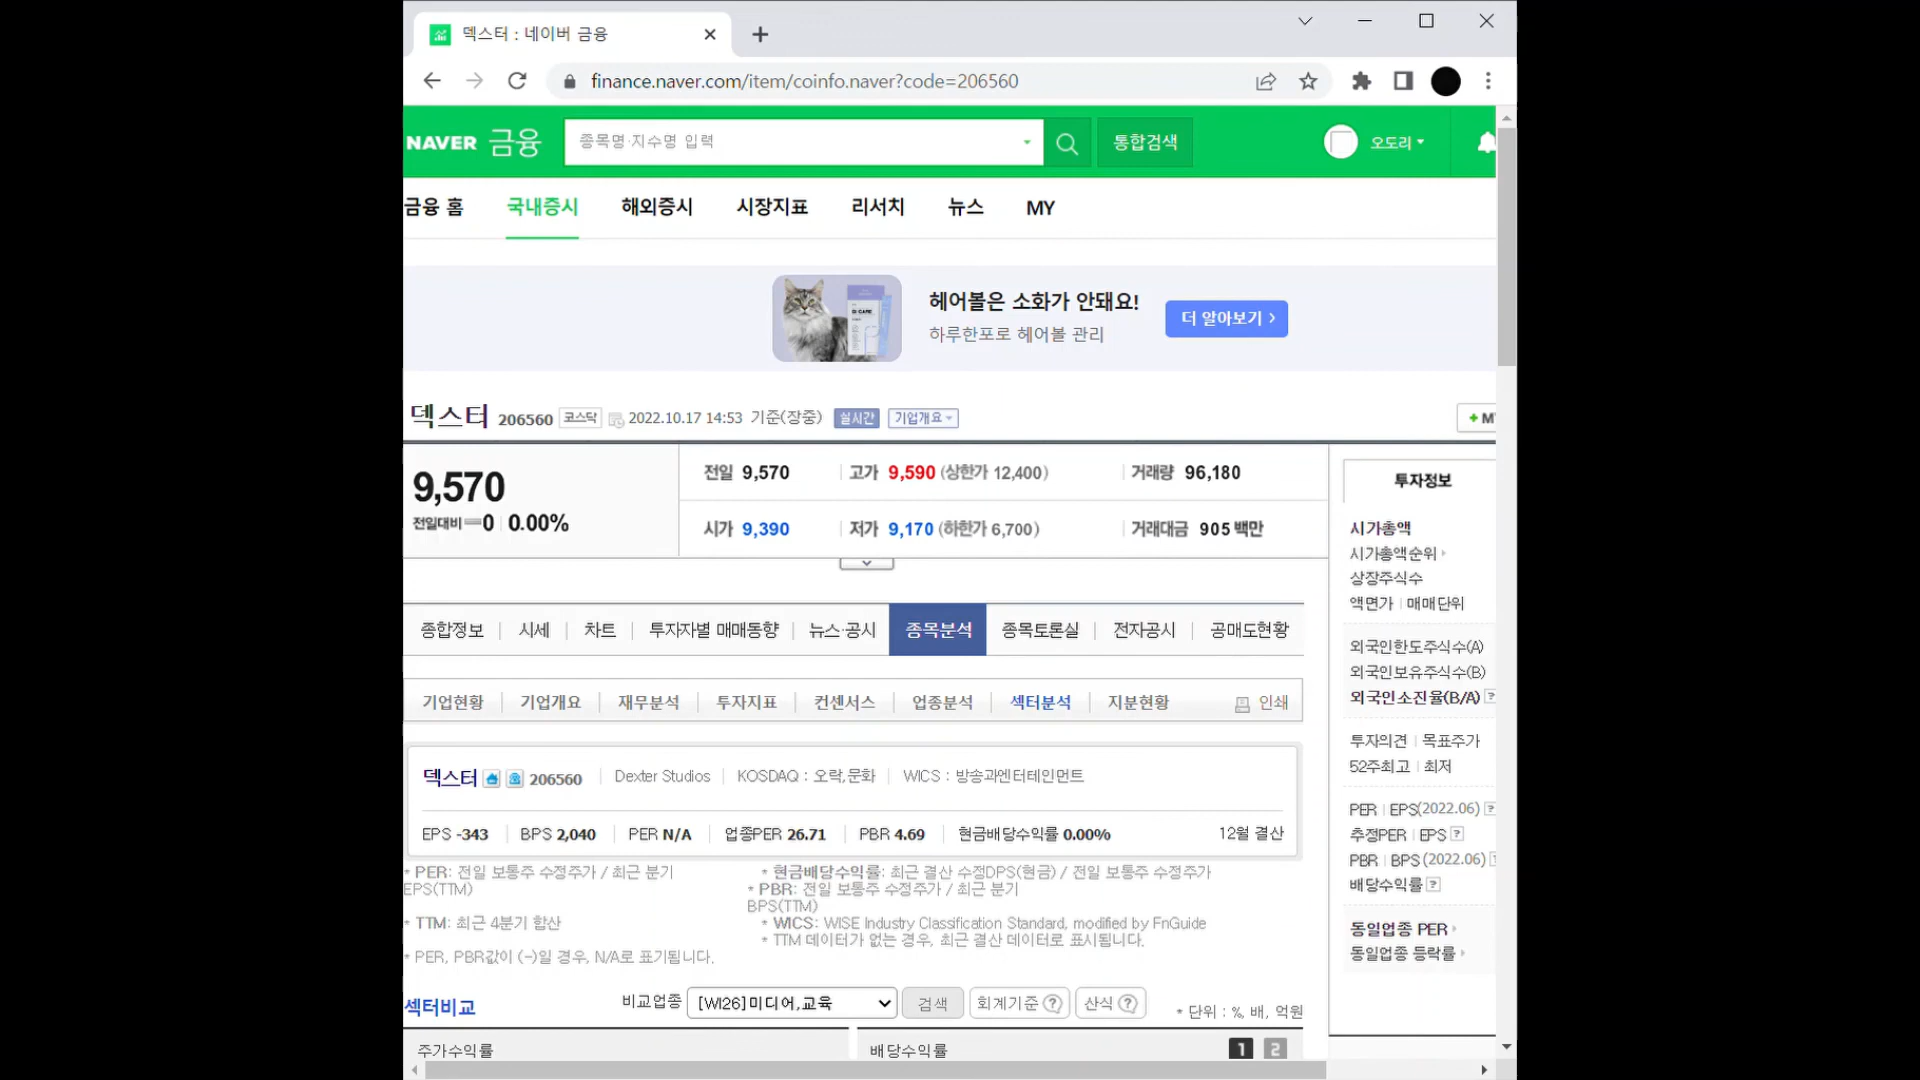 덱스터 : 네이버 금융
finance.naver.com/item/coinfo.naver?code=206560
NAVER 금융 종목명·지수명 입력 통합검색 오도리
금융 홈 국내증시 해외증시 시장지표 리서치 뉴스 MY
헤어볼은 소화가 안돼요!
하루한포로 헤어볼 관리
더 알아보기 >
덱스터 206560 코스닥 2022.10.17 14:53 기준(장중) 실시간 기업개요
+ M
9,570
전일대비 0 0.00%
전일 9,570 고가 9,590 (상한가 12,400) 거래량 96,180
시가 9,390 저가 9,170 (하한가 6,700) 거래대금 905 백만
종합정보 시세 차트 투자자별 매매동향 뉴스·공시 종목분석 종목토론실 전자공시 공매도현황
기업현황 기업개요 재무분석 투자지표 컨센서스 업종분석 섹터분석 지분현황 인쇄
덱스터 206560 Dexter Studios KOSDAQ : 오락,문화 WICS : 방송과엔터테인먼트
EPS -343 BPS 2,040 PER N/A 업종PER 26.71 PBR 4.69 현금배당수익률 0.00% 12월 결산
* PER: 전일 보통주 수정주가 / 최근 분기
EPS(TTM)
* TTM: 최근 4분기 합산
* PER, PBR값이 (-)일 경우, N/A로 표기됩니다.
* 현금배당수익률: 최근 결산 수정DPS(현금) / 전일 보통주 수정주가
* PBR: 전일 보통주 수정주가 / 최근 분기
BPS(TTM)
* WICS: WISE Industry Classification Standard, modified by FnGuide
* TTM 데이터가 없는 경우, 최근 결산 데이터로 표시됩니다.
섹터비교 비교업종 [WI26]미디어,교육 검색 회계기준 ? 산식 ? * 단위 : %, 배, 억원
주가수익률 배당수익률 1 2
투자정보
시가총액
시가총액순위
상장주식수
액면가 매매단위
외국인한도주식수(A)
외국인보유주식수(B)
외국인소진율(B/A) ?
투자의견 목표주가
52주최고 최저
PER EPS(2022.06) ?
추정PER EPS ?
PBR BPS (2022.06)
배당수익률 ?
동일업종 PER
동일업종 등락률